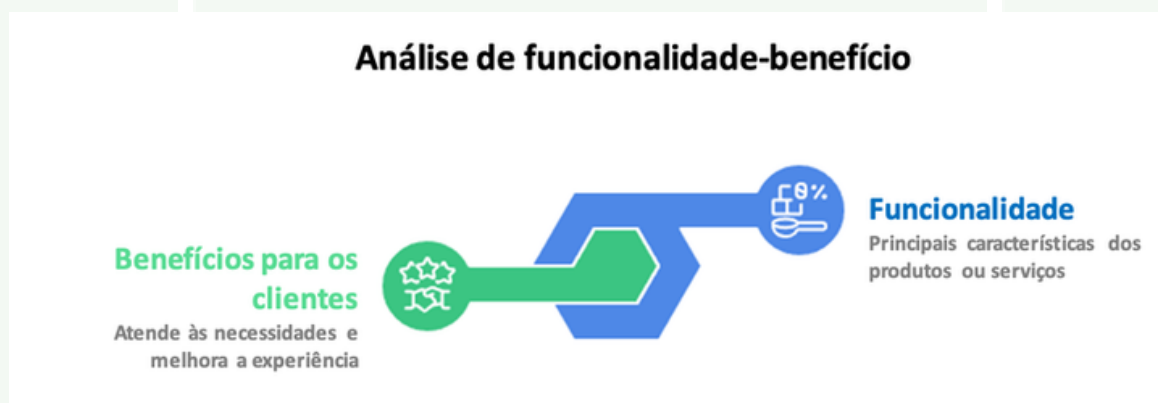 Análise de funcionalidade-benefício
0%
Funcionalidade
Principais características dos
produtos ou serviços
Benefícios para os
clientes
Atende às necessidades e
melhora a experiência